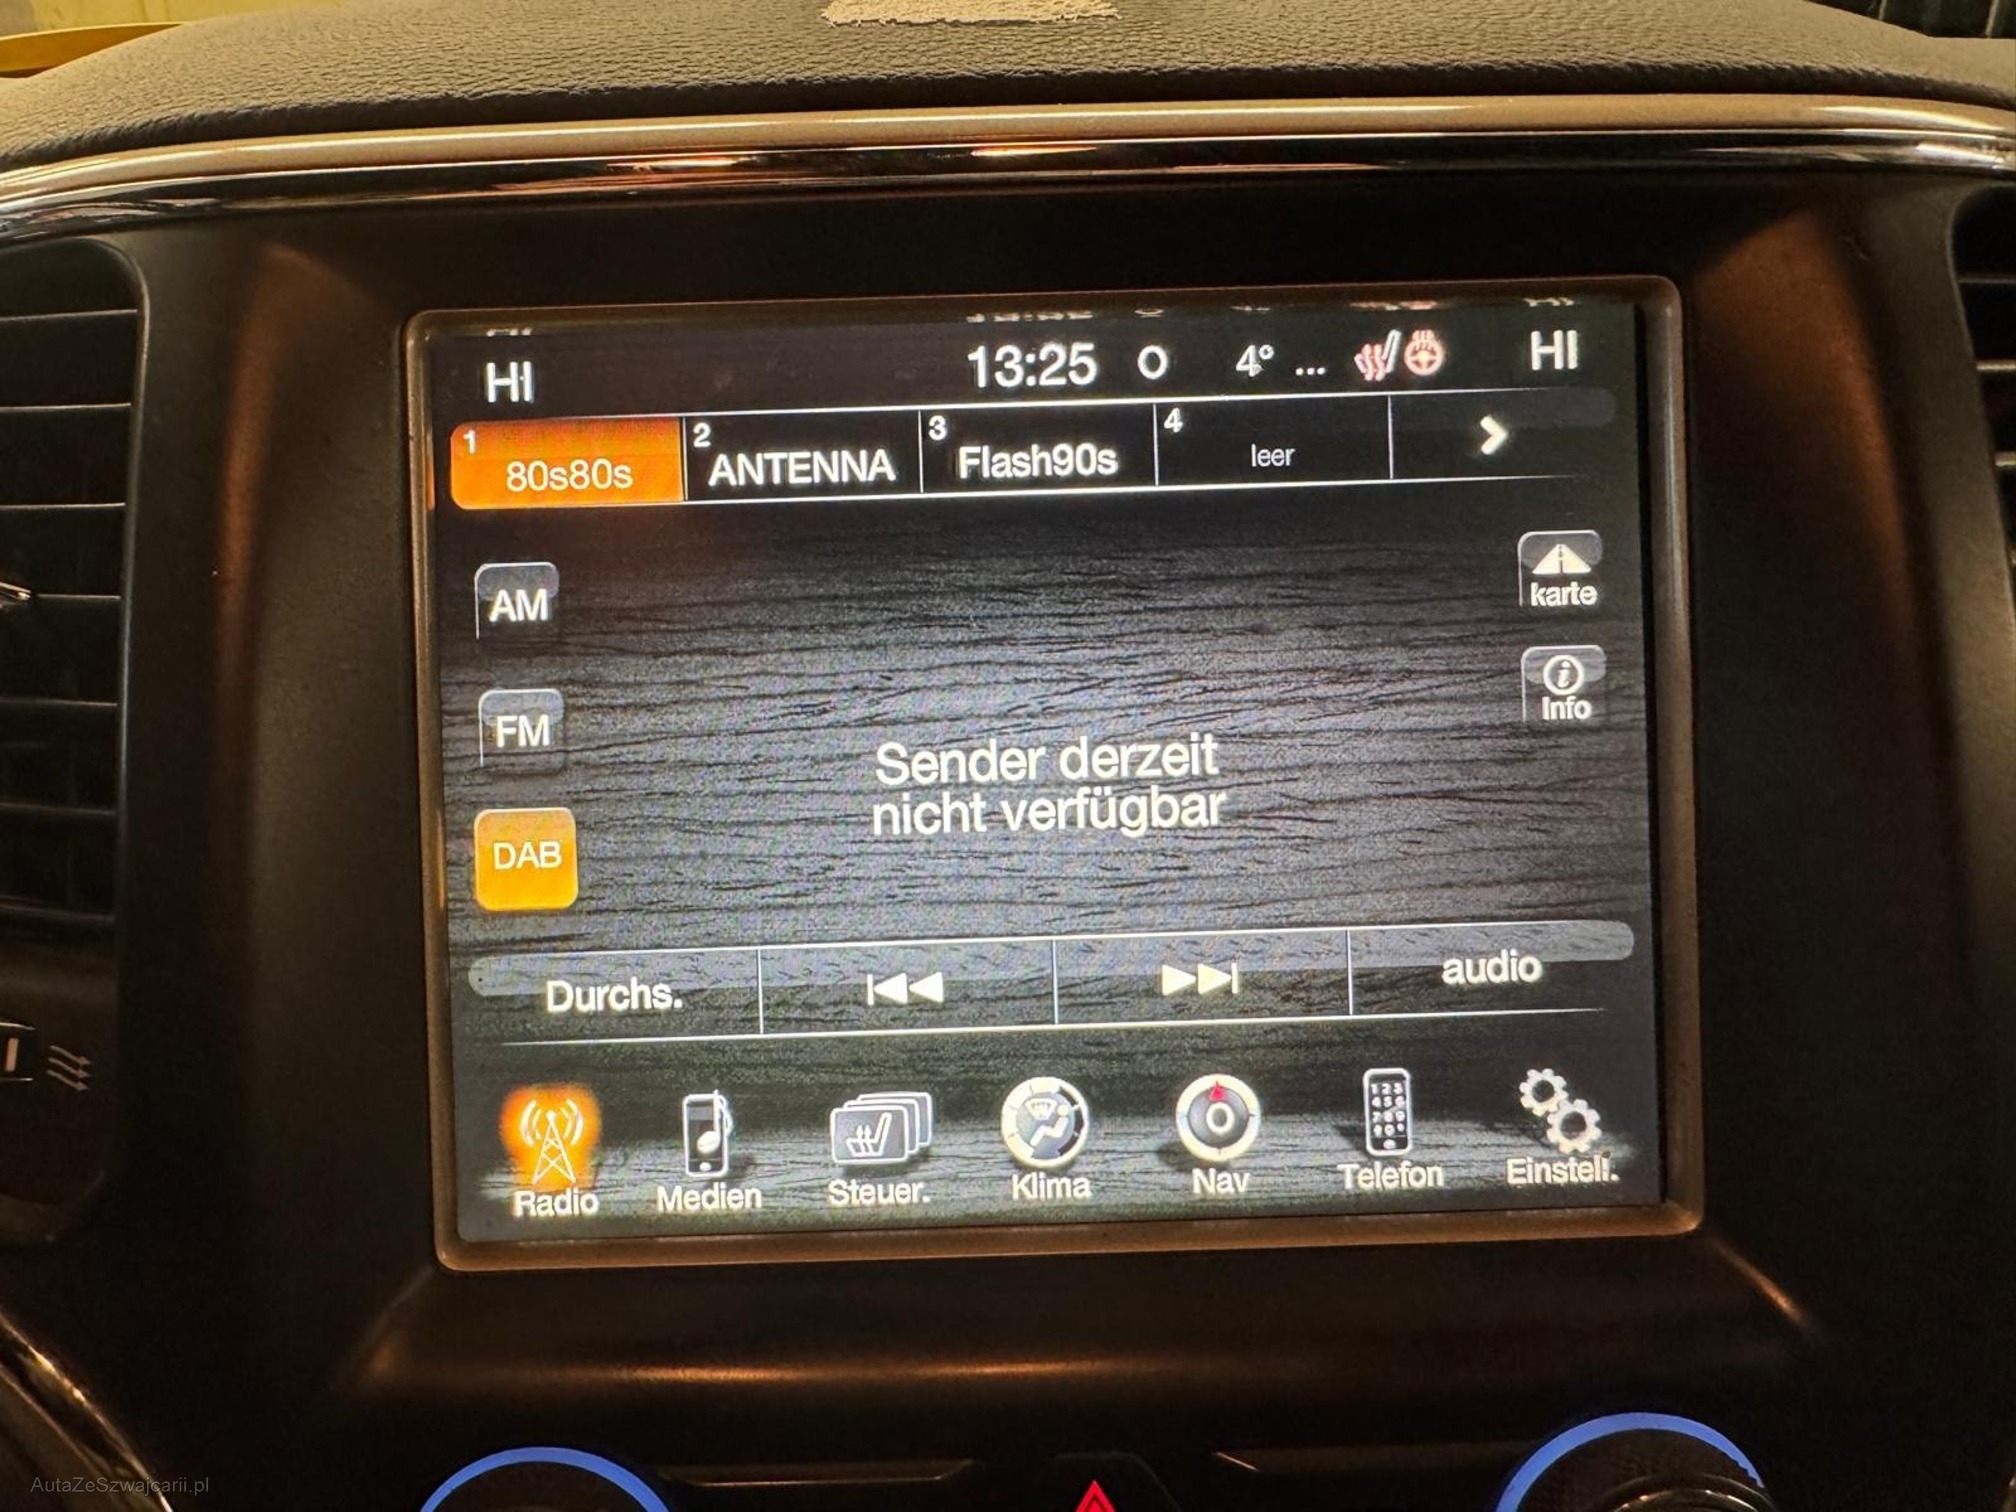 HI 13:25 O 4° ... HI
1 80s80s 2 ANTENNA 3 Flash90s 4 leer
AM
karte
FM
Info
Sender derzeit
nicht verfügbar
DAB
Durchs. audio
Radio Medien Steuer. Klima Nav Telefon Einstell.
AutaZeSzwajcarii.pl